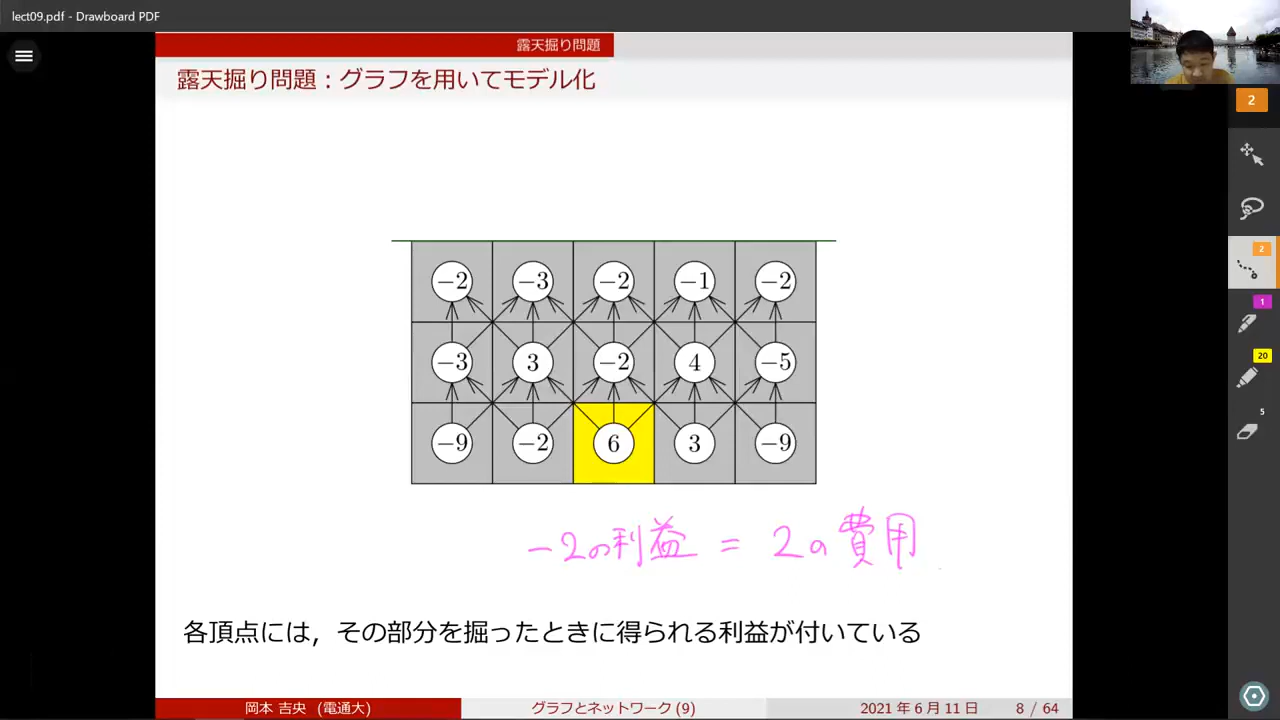 lect09.pdf - Drawboard PDF
露天掘り問題
露天掘り問題：グラフを用いてモデル化
2
2
1
20
5
−2 −3 −2 −1 −2
−3 3 −2 4 −5
−9 −2 6 3 −9
−2の利益 = 2の費用
各頂点には，その部分を掘ったときに得られる利益が付いている
岡本 吉央 (電通大) グラフとネットワーク (9) 2021 年 6 月 11 日 8 / 64